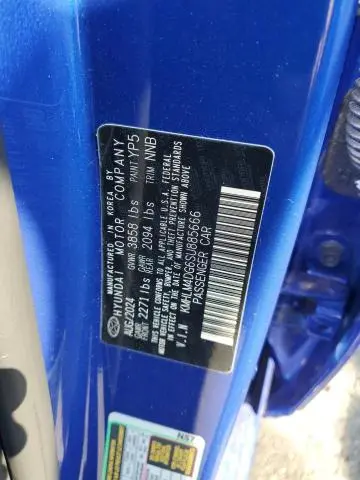 MANUFACTURED IN KOREA BY
HYUNDAI MOTOR COMPANY
AUG/2024 GVWR 3858 lbs PAINT YP5
GAWR FRONT 2271 lbs GAWR REAR 2094 lbs TRIM NNB
THIS VEHICLE CONFORMS TO ALL APPLICABLE U.S.A. FEDERAL
MOTOR VEHICLE SAFETY, AND THEFT PREVENTION STANDARDS
IN EFFECT ON THE DATE OF MANUFACTURE SHOWN ABOVE.
V.I.N KMHLM4DG6SU885666
PASSENGER CAR